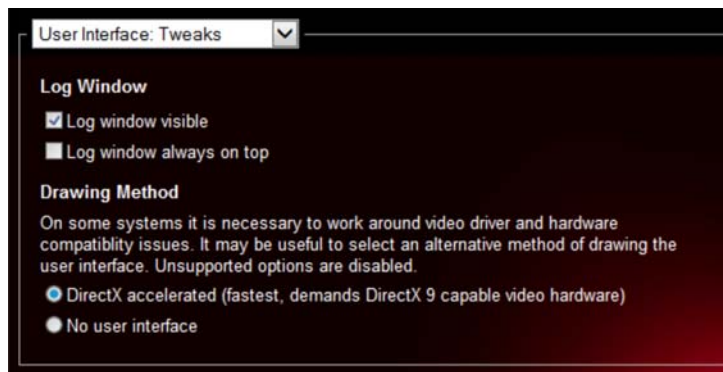 User Interface: Tweaks
Log Window
Log window visible
Log window always on top
Drawing Method
On some systems it is necessary to work around video driver and hardware
compatiblity issues. It may be useful to select an alternative method of drawing the
user interface. Unsupported options are disabled.
DirectX accelerated (fastest, demands DirectX 9 capable video hardware)
No user interface